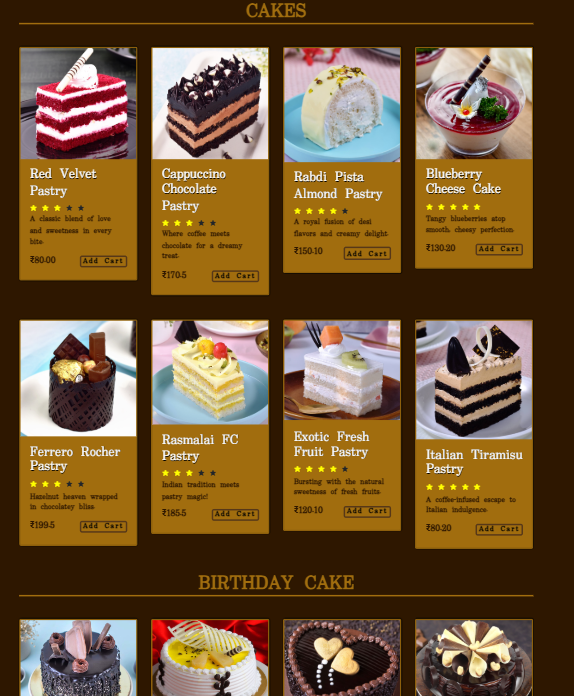 CAKES
Red Velvet
Pastry
A classic blend of love
and sweetness in every
bite.
₹80.00
Add Cart
Cappuccino
Chocolate
Pastry
Where coffee meets
chocolate for a dreamy
treat.
₹170.5
Add Cart
Rabdi Pista
Almond Pastry
A royal fusion of desi
flavors and creamy delight.
₹150.10
Add Cart
Blueberry
Cheese Cake
Tangy blueberries atop
smooth, cheesy perfection.
₹130.20
Add Cart
Ferrero Rocher
Pastry
Hazelnut heaven wrapped
in chocolatey bliss.
₹199.5
Add Cart
Rasmalai FC
Pastry
Indian tradition meets
pastry magic!
₹185.5
Add Cart
Exotic Fresh
Fruit Pastry
Bursting with the natural
sweetness of fresh fruits.
₹120.10
Add Cart
Italian Tiramisu
Pastry
A coffee-infused escape to
Italian indulgence.
₹80.20
Add Cart
BIRTHDAY CAKE